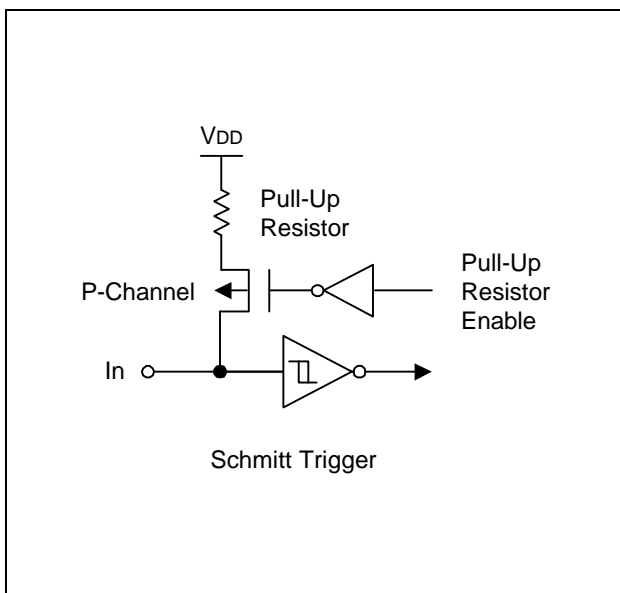 VDD
Pull-Up
Resistor
P-Channel
Pull-Up
Resistor
Enable
In
Schmitt Trigger